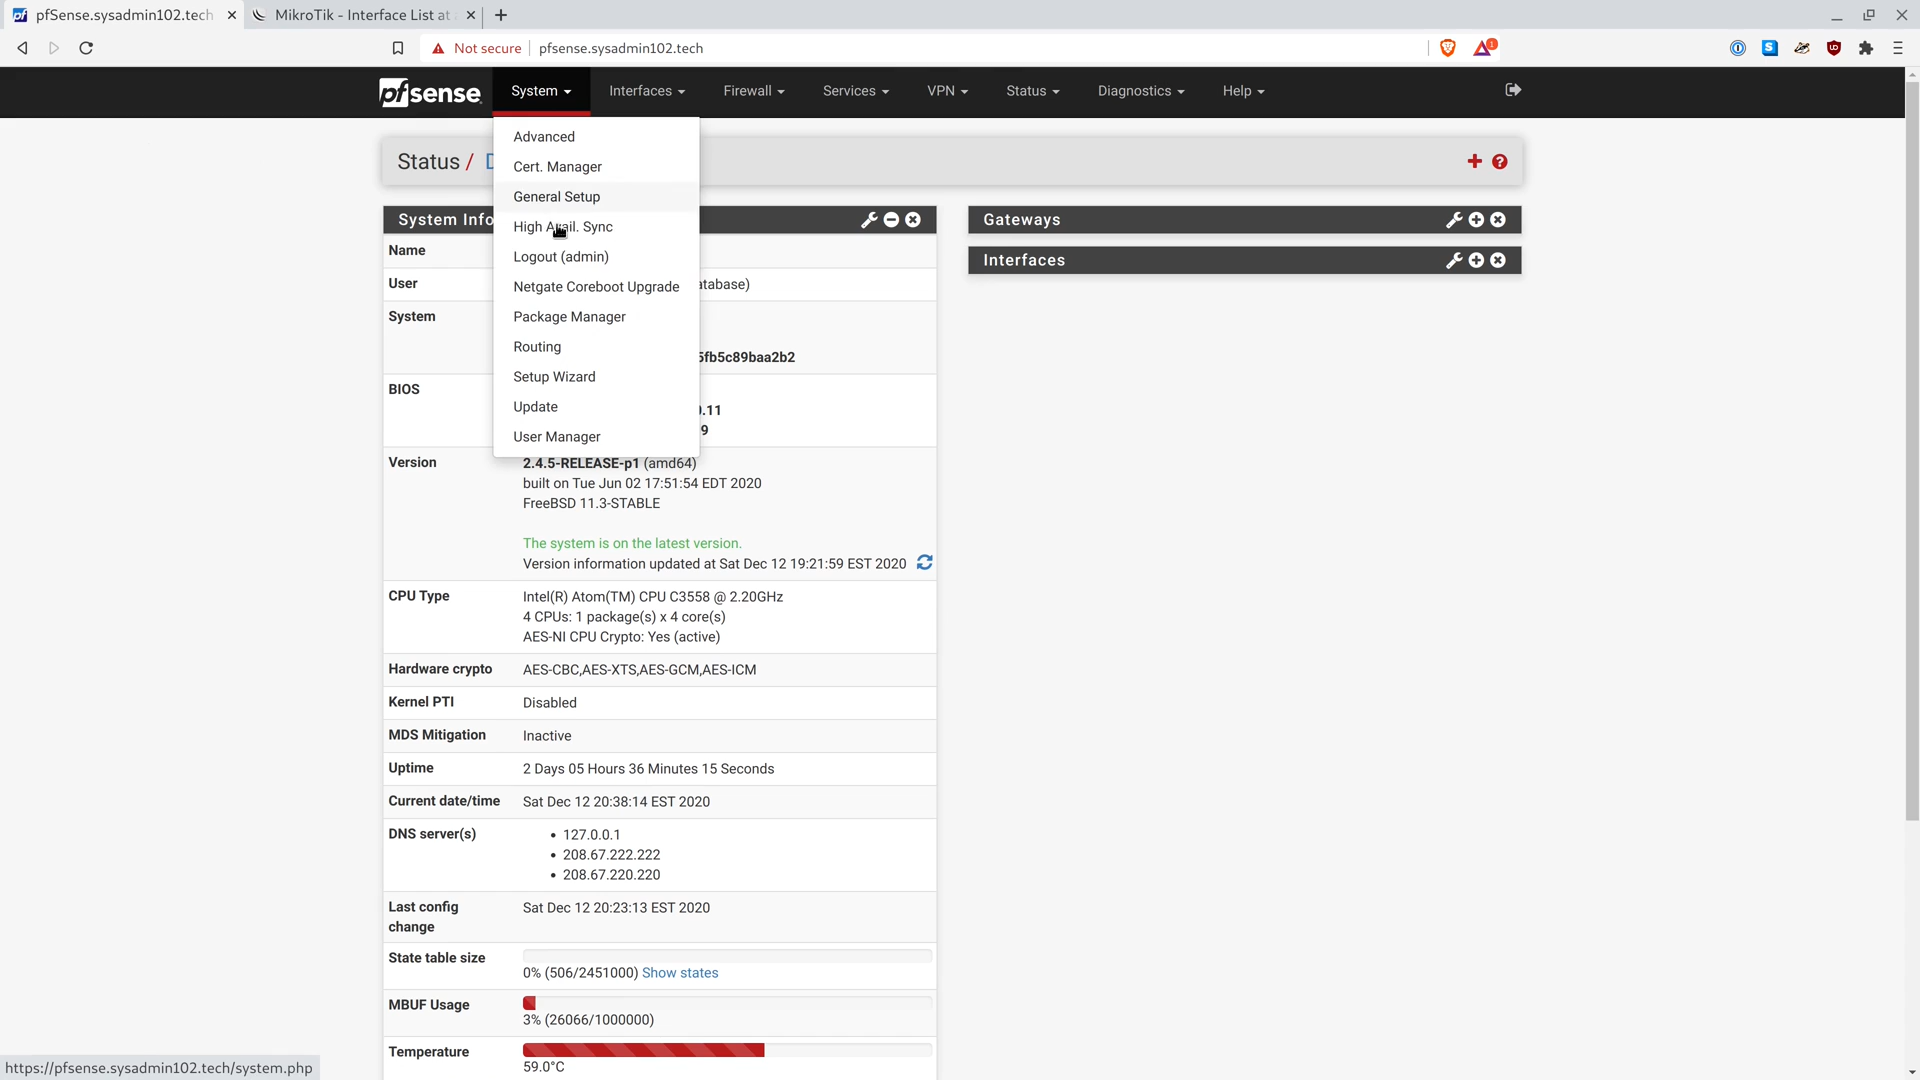 pfSense.sysadmin102.tech
MikroTik - Interface List at
Not secure
pfsense.sysadmin102.tech
1
pfsense
System
Interfaces
Firewall
Services
VPN
Status
Diagnostics
Help
Advanced
Cert. Manager
General Setup
High Avail. Sync
Logout (admin)
Netgate Coreboot Upgrade
Package Manager
Routing
Setup Wizard
Update
User Manager
Status /
System Info
Name
User
atabase)
System
5fb5c89baa2b2
BIOS
.11
9
Version
2.4.5-RELEASE-p1 (amd64)
built on Tue Jun 02 17:51:54 EDT 2020
FreeBSD 11.3-STABLE
The system is on the latest version.
Version information updated at Sat Dec 12 19:21:59 EST 2020
CPU Type
Intel(R) Atom(TM) CPU C3558 @ 2.20GHz
4 CPUs: 1 package(s) x 4 core(s)
AES-NI CPU Crypto: Yes (active)
Hardware crypto
AES-CBC,AES-XTS,AES-GCM,AES-ICM
Kernel PTI
Disabled
MDS Mitigation
Inactive
Uptime
2 Days 05 Hours 36 Minutes 15 Seconds
Current date/time
Sat Dec 12 20:38:14 EST 2020
DNS server(s)
• 127.0.0.1
• 208.67.222.222
• 208.67.220.220
Last config
change
Sat Dec 12 20:23:13 EST 2020
State table size
0% (506/2451000) Show states
MBUF Usage
3% (26066/1000000)
Temperature
59.0°C
Gateways
Interfaces
https://pfsense.sysadmin102.tech/system.php